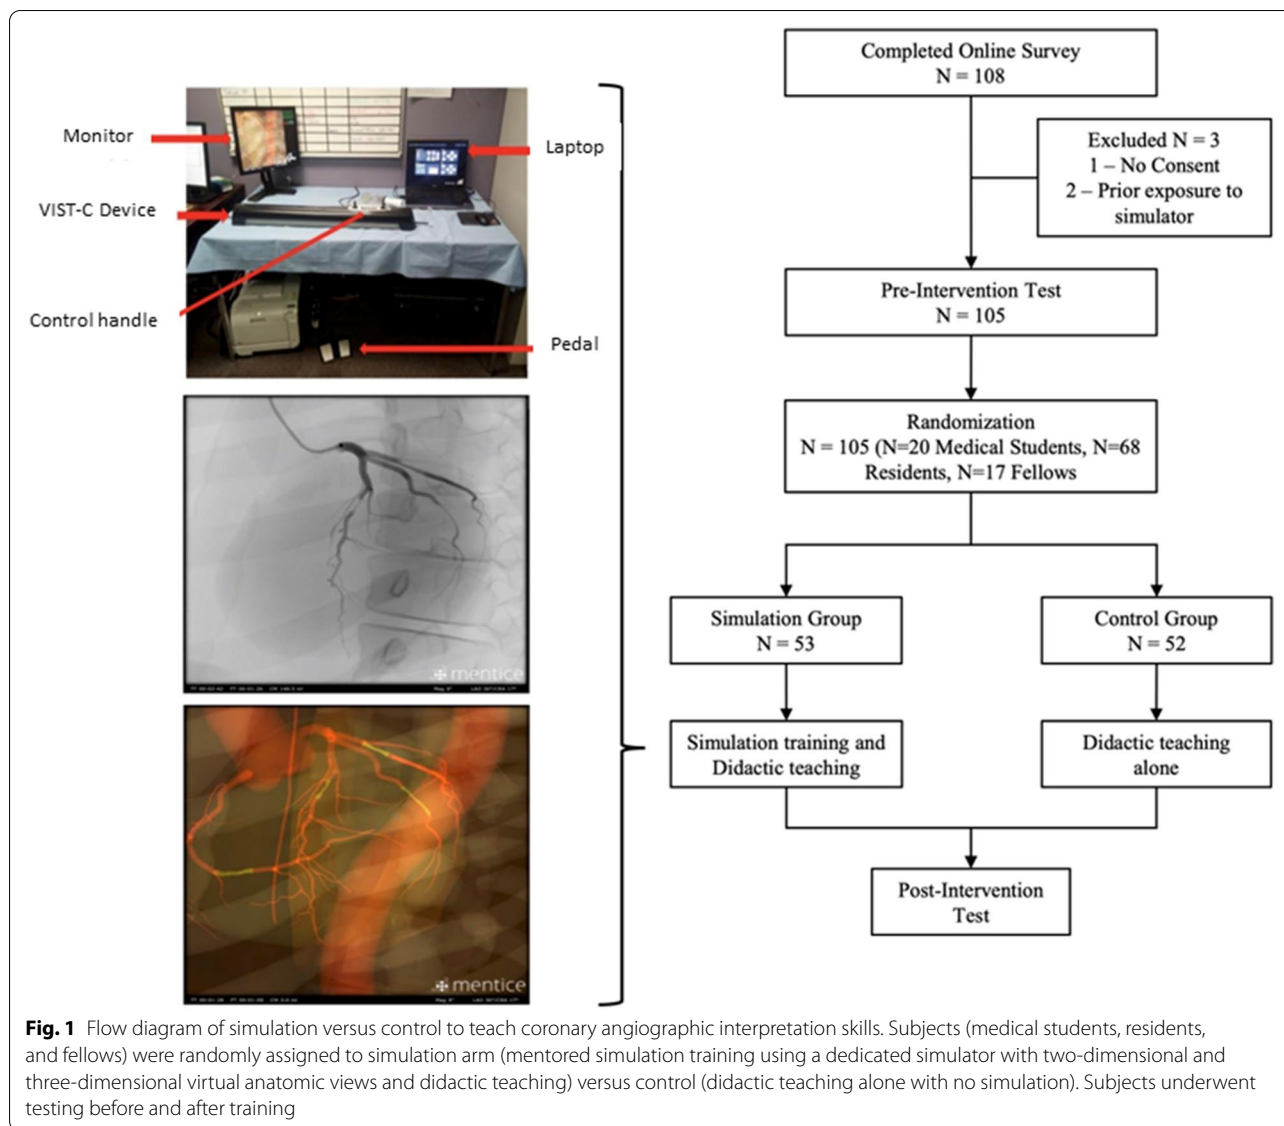 Monitor
VIST-C Device
Control handle
Laptop
Pedal
mentice
mentice
Completed Online Survey
N = 108
Excluded N = 3
1 – No Consent
2 – Prior exposure to
simulator
Pre-Intervention Test
N = 105
Randomization
N = 105 (N=20 Medical Students, N=68
Residents, N=17 Fellows
Simulation Group
N = 53
Control Group
N = 52
Simulation training and
Didactic teaching
Didactic teaching
alone
Post-Intervention
Test
Fig. 1 Flow diagram of simulation versus control to teach coronary angiographic interpretation skills. Subjects (medical students, residents,
and fellows) were randomly assigned to simulation arm (mentored simulation training using a dedicated simulator with two-dimensional and
three-dimensional virtual anatomic views and didactic teaching) versus control (didactic teaching alone with no simulation). Subjects underwent
testing before and after training